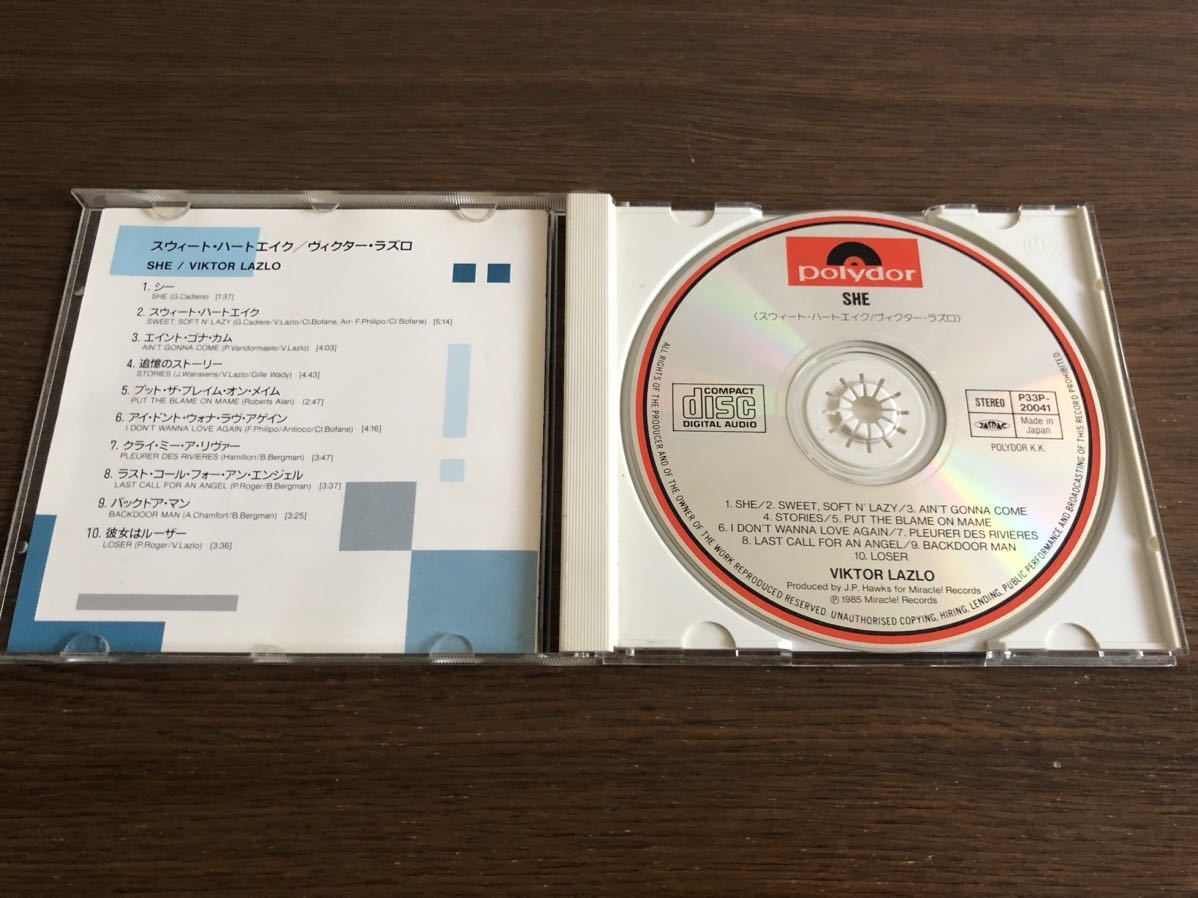 スウィート・ハートエイク／ヴィクター・ラズロ
SHE / VIKTOR LAZLO
1. シー
SHE (G.Cadiere) [1:37]
2. スウィート・ハートエイク
SWEET, SOFT N' LAZY (G.Cadiere/V.Lazlo/Cl.Bofane, Arr: F.Philipo/Cl.Bofane) [5:14]
3. エイント・ゴナ・カム
AIN'T GONNA COME (P.Vandormaele/V.Lazlo) [4:03]
4. 追憶のストーリー
STORIES (J.Walravens/V.Lazlo/Gille Wady) [4:43]
5. プット・ザ・ブレイム・オン・メイム
PUT THE BLAME ON MAME (Roberts Alan) [2:47]
6. アイ・ドント・ウォナ・ラヴ・アゲイン
I DON'T WANNA LOVE AGAIN (F.Philipo/Antioco/Cl.Bofane) [4:16]
7. クライ・ミー・ア・リヴァー
PLEURER DES RIVIERES (Hamilton/B.Bergman) [3:47]
8. ラスト・コール・フォー・アン・エンジェル
LAST CALL FOR AN ANGEL (P.Roger/B.Bergman) [3:37]
9. バックドア・マン
BACKDOOR MAN (A.Chamfort/B.Bergman) [3:25]
10. 彼女はルーザー
LOSER (P.Roger/V.Lazlo) [3:36]
polydor
SHE
(スウィート・ハートエイク/ヴィクター・ラズロ)
COMPACT
disc
DIGITAL AUDIO
STEREO
P33P-
20041
JASRAC
Made in
Japan
POLYDOR K.K.
1. SHE/2. SWEET, SOFT N' LAZY/3. AIN'T GONNA COME
4. STORIES/5. PUT THE BLAME ON MAME
6. I DON'T WANNA LOVE AGAIN/7. PLEURER DES RIVIERES
8. LAST CALL FOR AN ANGEL/9. BACKDOOR MAN
10. LOSER
VIKTOR LAZLO
Produced by J.P. Hawks for Miracle! Records
℗ 1985 Miracle! Records
ALL RIGHTS OF THE PRODUCER AND OF THE OWNER OF THE WORK REPRODUCED RESERVED. UNAUTHORISED COPYING, HIRING, LENDING, PUBLIC PERFORMANCE AND BROADCASTING OF THIS RECORD PROHIBITED